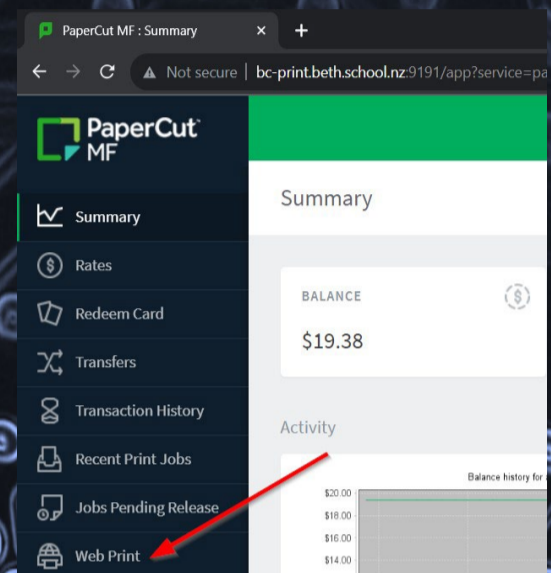 PaperCut MF : Summary
Not secure | bc-print.beth.school.nz:9191/app?service=pa
PaperCut
MF
Summary
Summary
Rates
BALANCE
$19.38
Redeem Card
Transfers
Transaction History
Activity
Recent Print Jobs
Balance history for
$20.00
Jobs Pending Release
$18.00
$16.00
Web Print
$14.00